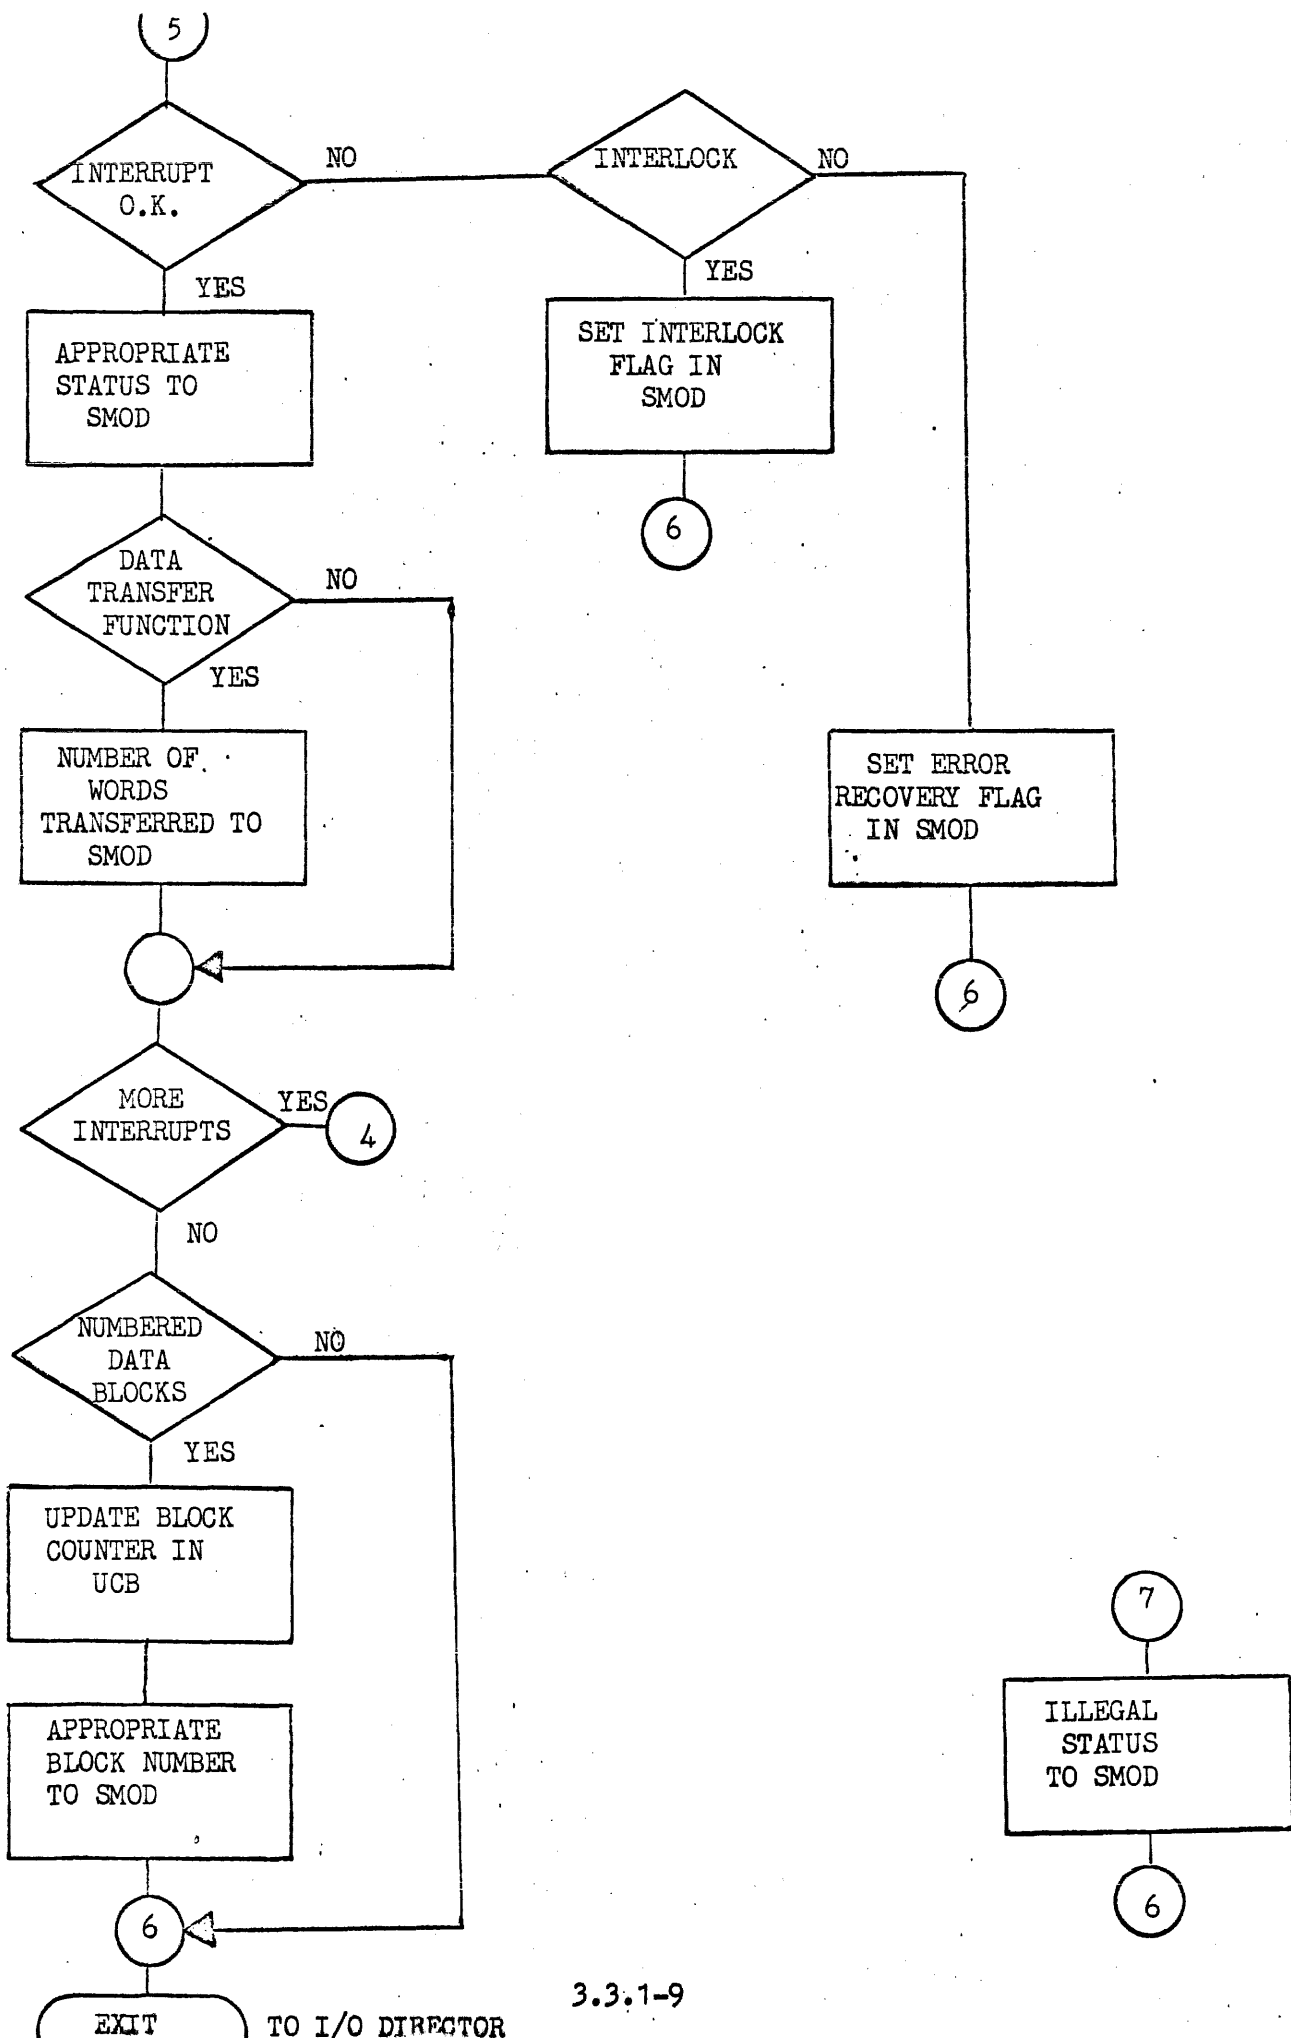 5
INTERRUPT
O.K.
NO
YES
INTERLOCK
NO
YES
APPROPRIATE
STATUS TO
SMOD
SET INTERLOCK
FLAG IN
SMOD
6
DATA
TRANSFER
FUNCTION
NO
YES
NUMBER OF
WORDS
TRANSFERRED TO
SMOD
SET ERROR
RECOVERY FLAG
IN SMOD
6
MORE
INTERRUPTS
YES
4
NO
NUMBERED
DATA
BLOCKS
NO
YES
UPDATE BLOCK
COUNTER IN
UCB
APPROPRIATE
BLOCK NUMBER
TO SMOD
6
7
ILLEGAL
STATUS
TO SMOD
6
EXIT
TO I/O DIRECTOR
3.3.1-9